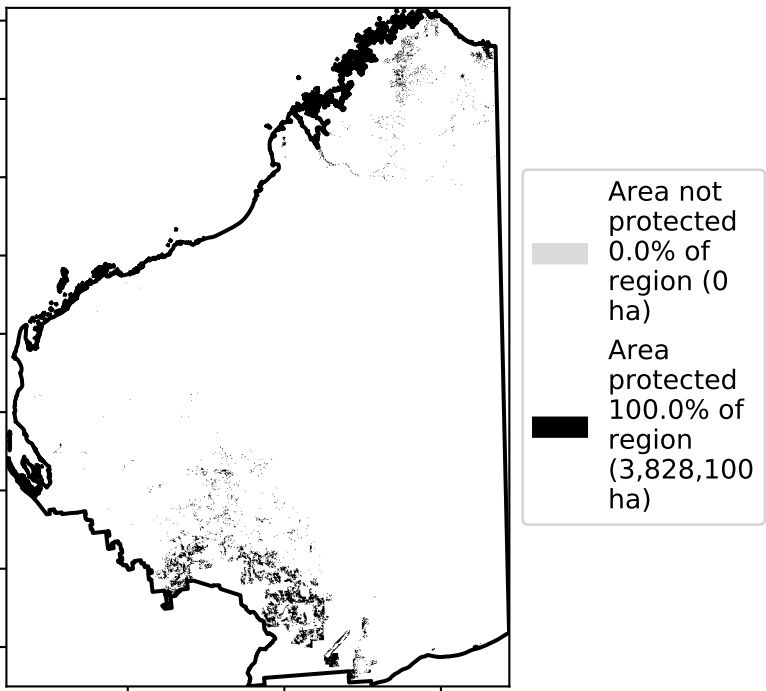 Area not
protected
0.0% of
region (0
ha)
Area
protected
100.0% of
region
(3,828,100
ha)